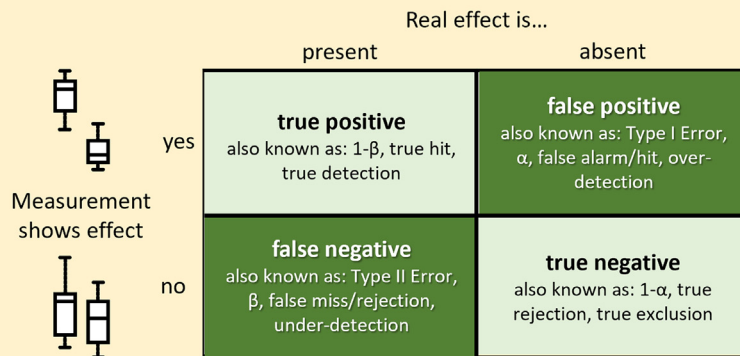 Real effect is...
present
absent
yes
true positive
also known as: 1-β, true hit,
true detection
false positive
also known as: Type I Error,
α, false alarm/hit, over-
detection
Measurement
shows effect
no
false negative
also known as: Type II Error,
β, false miss/rejection,
under-detection
true negative
also known as: 1-α, true
rejection, true exclusion